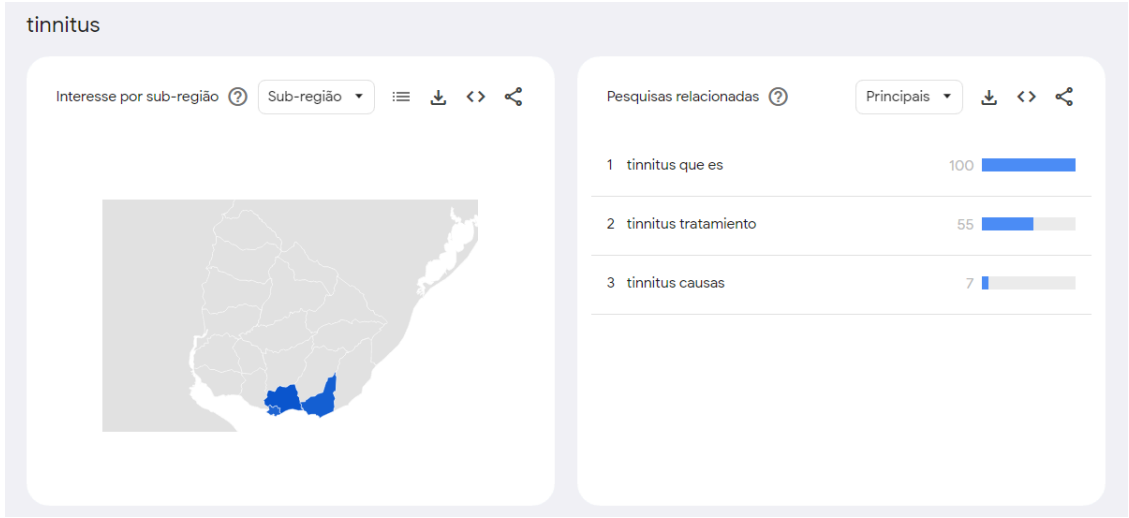 tinnitus
Interesse por sub-região
Sub-região
Pesquisas relacionadas
Principais
1 tinnitus que es 100
2 tinnitus tratamiento 55
3 tinnitus causas 7